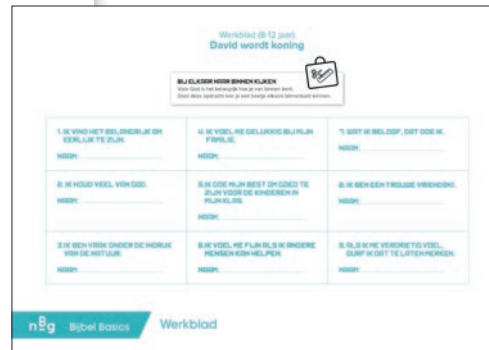 Werkblad (8-12 jaar)
David wordt koning
BIJ ELKAAR NAAR BINNEN KIJKEN
Voor God is het belangrijk hoe je van binnen bent.
Door deze opdracht leer je een beetje elkaars binnenkant kennen.
1. IK VIND HET BELANGRIJK OM
EERLIJK TE ZIJN.
NAAM:
2. IK HOUD VEEL VAN GOD.
NAAM:
3. IK BEN VAAK ONDER DE INDRUK
VAN DE NATUUR.
NAAM:
4. IK VOEL ME GELUKKIG BIJ MIJN
FAMILIE.
NAAM:
5. IK DOE MIJN BEST OM GOED TE
ZIJN VOOR DE KINDEREN IN
MIJN KLAS.
NAAM:
6. IK VOEL ME FIJN ALS IK ANDERE
MENSEN KAN HELPEN.
NAAM:
7. WAT IK BELOOF, DAT DOE IK.
NAAM:
8. IK BEN EEN TROUWE VRIEND(IN).
NAAM:
9. ALS IK ME VERDRIETIG VOEL,
DURF IK DAT TE LATEN MERKEN.
NAAM:
nBg Bijbel Basics Werkblad